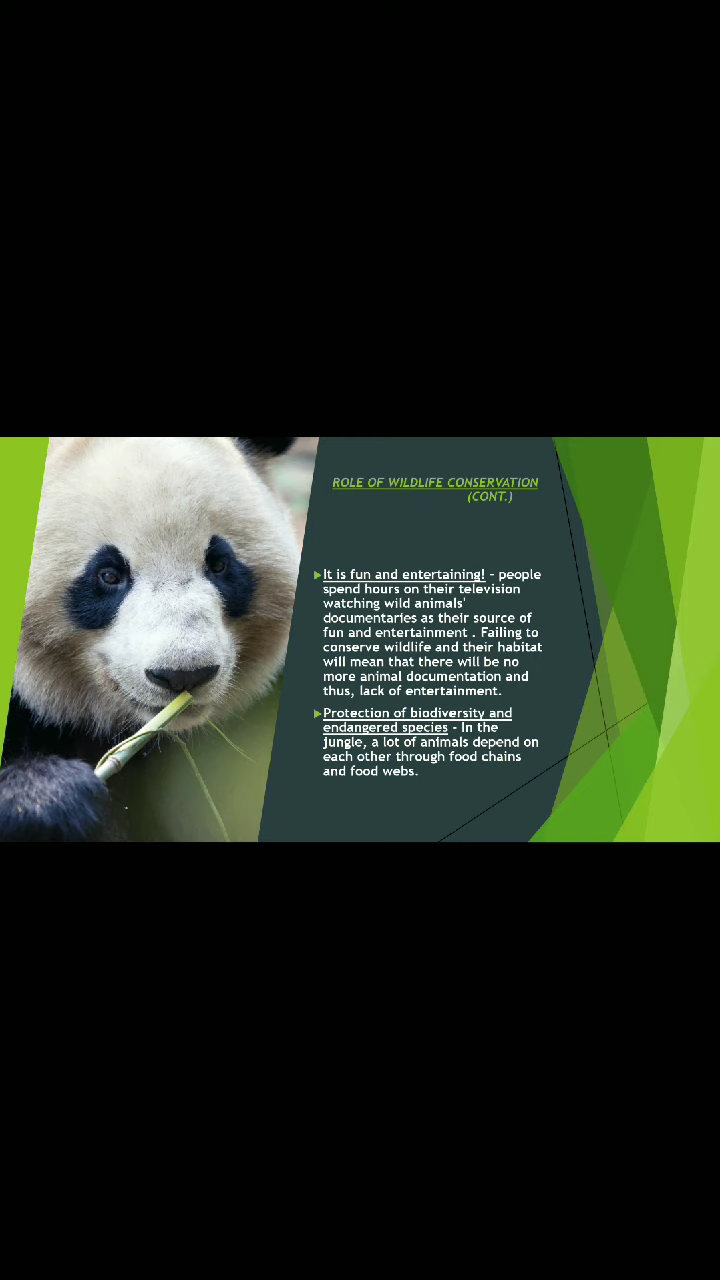 ROLE OF WILDLIFE CONSERVATION
(CONT.)
It is fun and entertaining! - people
spend hours on their television
watching wild animals'
documentaries as their source of
fun and entertainment . Failing to
conserve wildlife and their habitat
will mean that there will be no
more animal documentation and
thus, lack of entertainment.
Protection of biodiversity and
endangered species - In the
jungle, a lot of animals depend on
each other through food chains
and food webs.